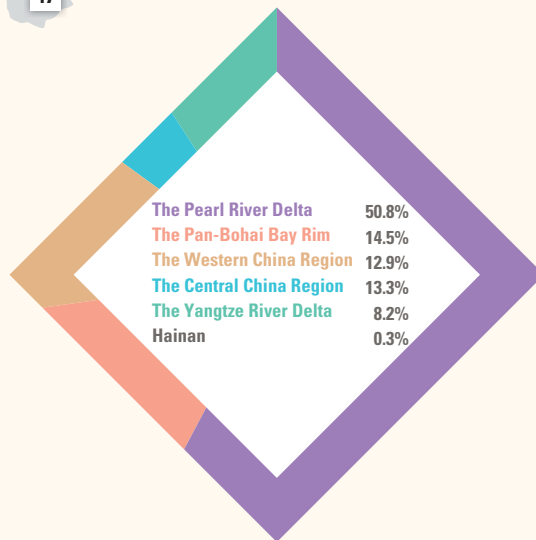 The Pearl River Delta 50.8%
The Pan-Bohai Bay Rim 14.5%
The Western China Region 12.9%
The Central China Region 13.3%
The Yangtze River Delta 8.2%
Hainan 0.3%